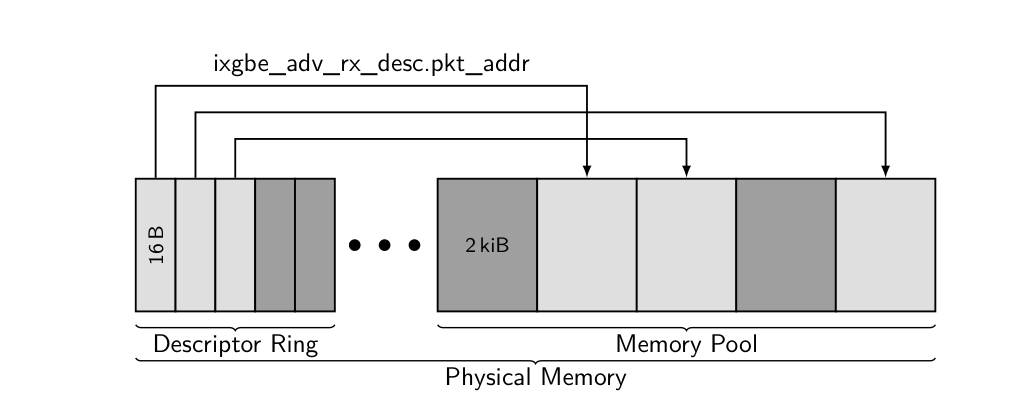 ixgbe_adv_rx_desc.pkt_addr
16 B
2 kiB
Descriptor Ring
Memory Pool
Physical Memory